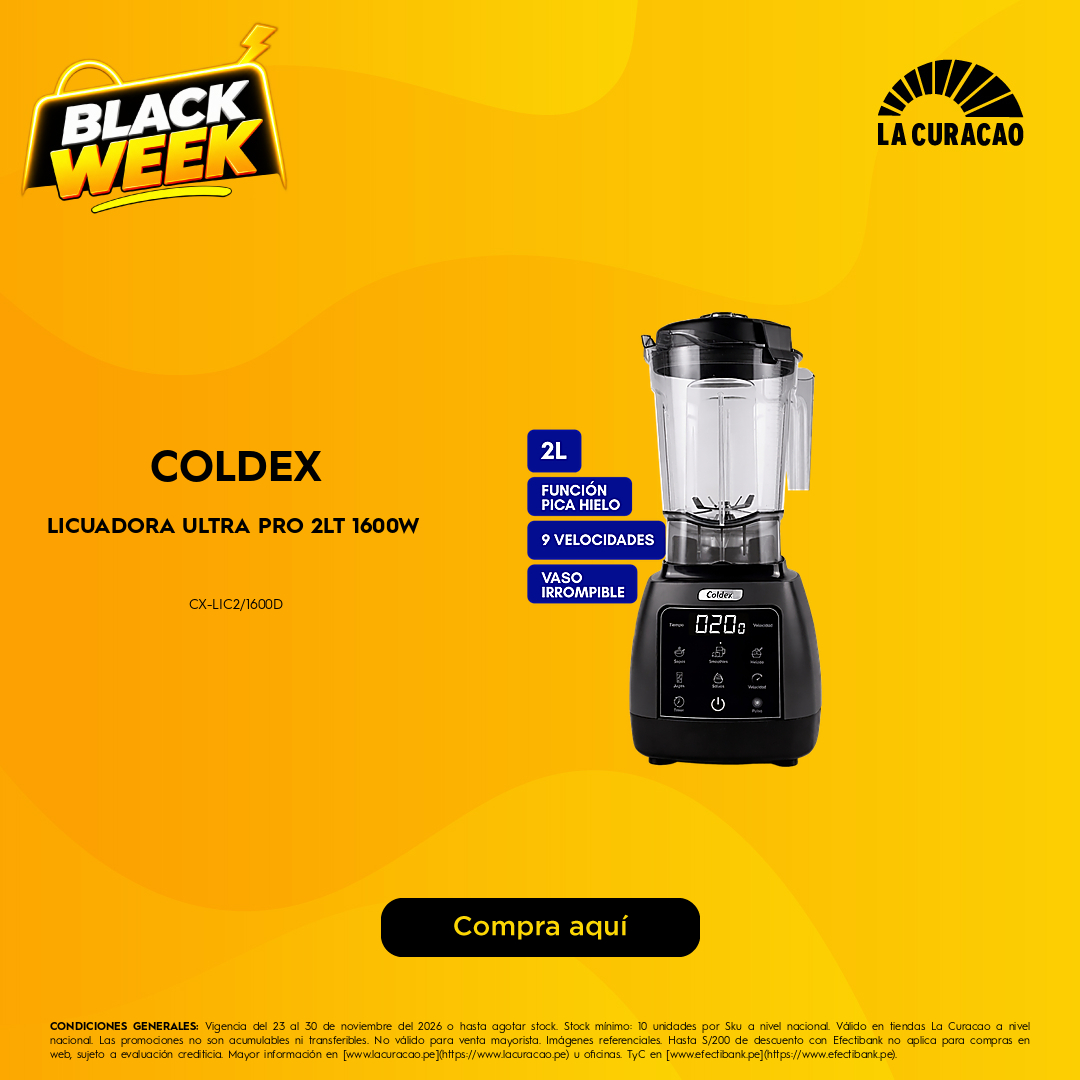 BLACK
WEEK
LA CURACAO
COLDEX
LICUADORA ULTRA PRO 2LT 1600W
CX-LIC2/1600D
2L
FUNCIÓN
PICA HIELO
9 VELOCIDADES
VASO
IRROMPIBLE
Coldex
Tiempo 0200 Velocidad
Sopas Smoothies Helado
Salsas Velocidad
Timer Pulso
Compra aquí
CONDICIONES GENERALES: Vigencia del 23 al 30 de noviembre del 2026 o hasta agotar stock. Stock mínimo: 10 unidades por Sku a nivel nacional. Válido en tiendas La Curacao a nivel
nacional. Las promociones no son acumulables ni transferibles. No válido para venta mayorista. Imágenes referenciales. Hasta S/200 de descuento con Efectibank no aplica para compras en
web, sujeto a evaluación crediticia. Mayor información en [www.lacuracao.pe](https://www.lacuracao.pe) u oficinas. TyC en [www.efectibank.pe](https://www.efectibank.pe).